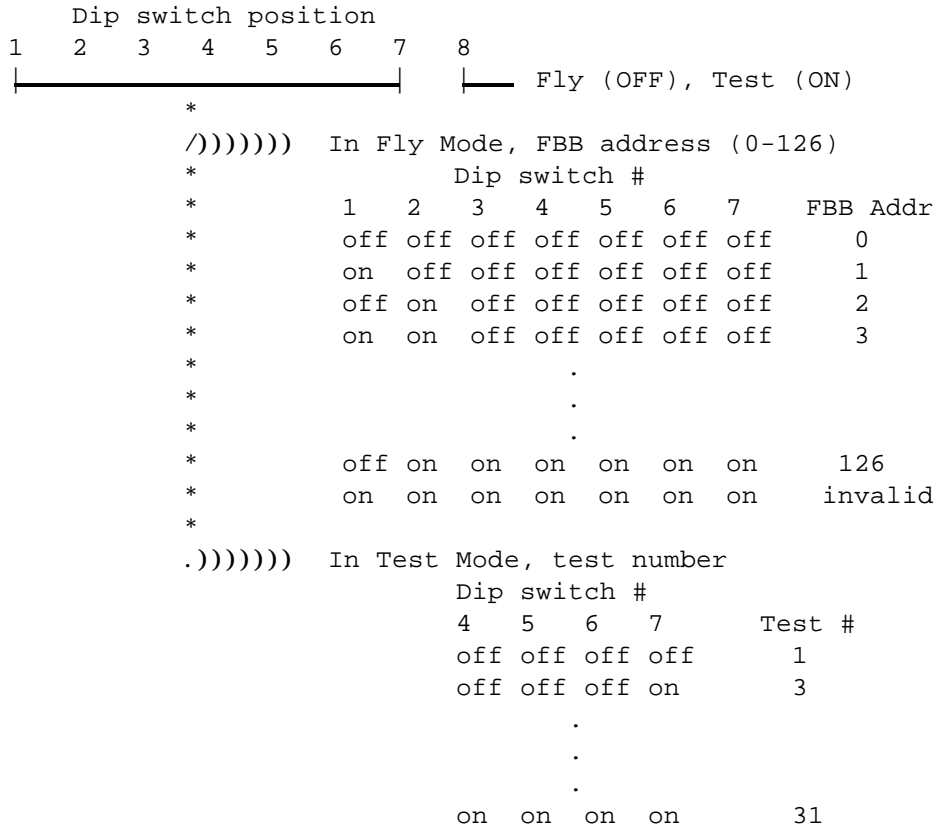 Dip switch position
1 2 3 4 5 6 7 8
Fly (OFF), Test (ON)
*
/))))))) In Fly Mode, FBB address (0-126)
* Dip switch #
* 1 2 3 4 5 6 7 FBB Addr
* off off off off off off off 0
* on off off off off off off 1
* off on off off off off off 2
* on on off off off off off 3
* .
* .
* .
* off on on on on on on 126
* on on on on on on on invalid
*
.))))))) In Test Mode, test number
Dip switch #
4 5 6 7 Test #
off off off off 1
off off off on 3
.
.
.
on on on on 31